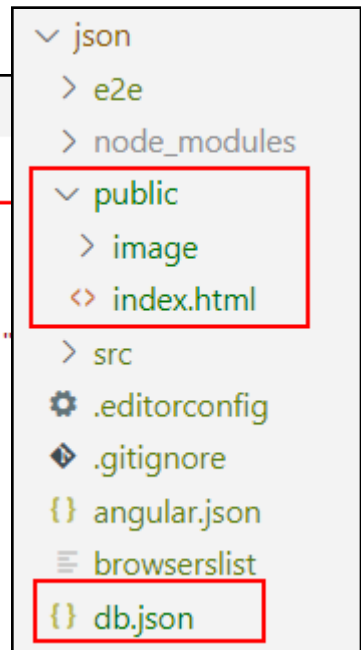 json
e2e
node_modules
public
image
index.html
"
src
.editorconfig
.gitignore
angular.json
browserslist
{} db.json